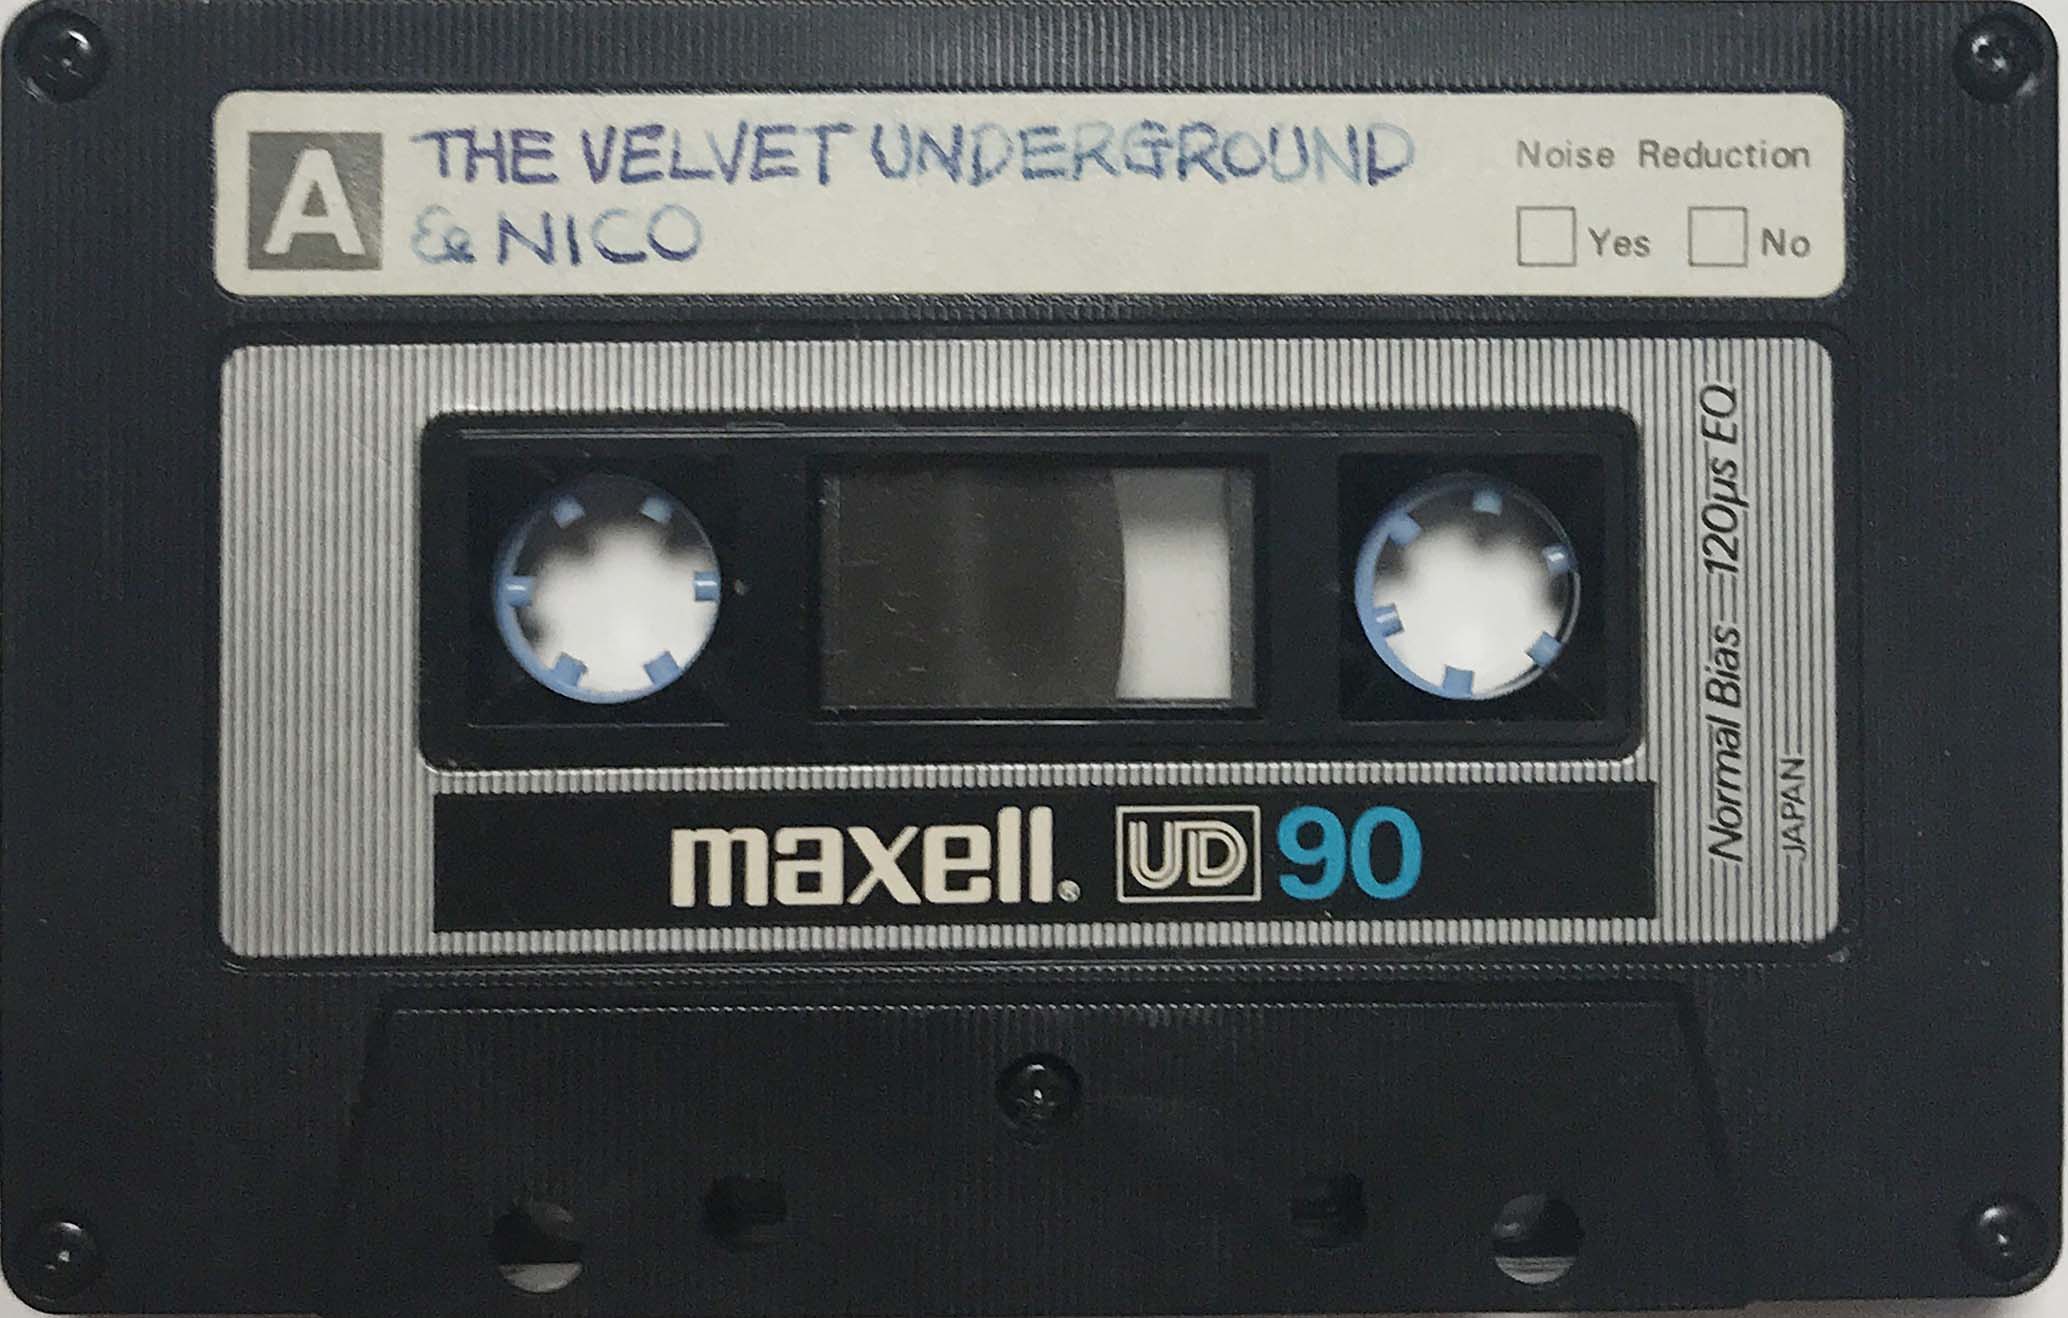 A
THE VELVET UNDERGROUND
& NICO
Noise Reduction
Yes No
Normal Bias 120µs EQ
JAPAN
maxell® UD 90